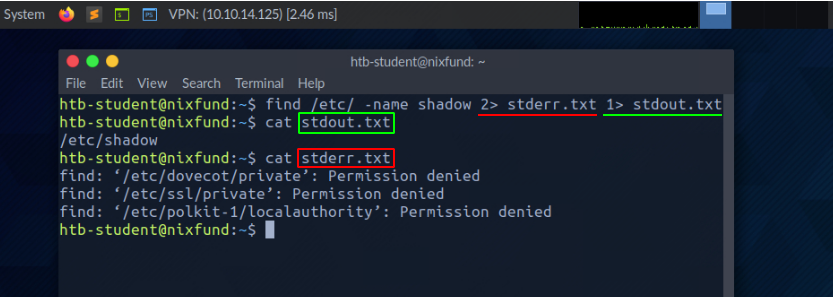 System VPN: (10.10.14.125) [2.46 ms]
htb-student@nixfund: ~
File Edit View Search Terminal Help
htb-student@nixfund:~$ find /etc/ -name shadow 2> stderr.txt 1> stdout.txt
htb-student@nixfund:~$ cat stdout.txt
/etc/shadow
htb-student@nixfund:~$ cat stderr.txt
find: ‘/etc/dovecot/private’: Permission denied
find: ‘/etc/ssl/private’: Permission denied
find: ‘/etc/polkit-1/localauthority’: Permission denied
htb-student@nixfund:~$